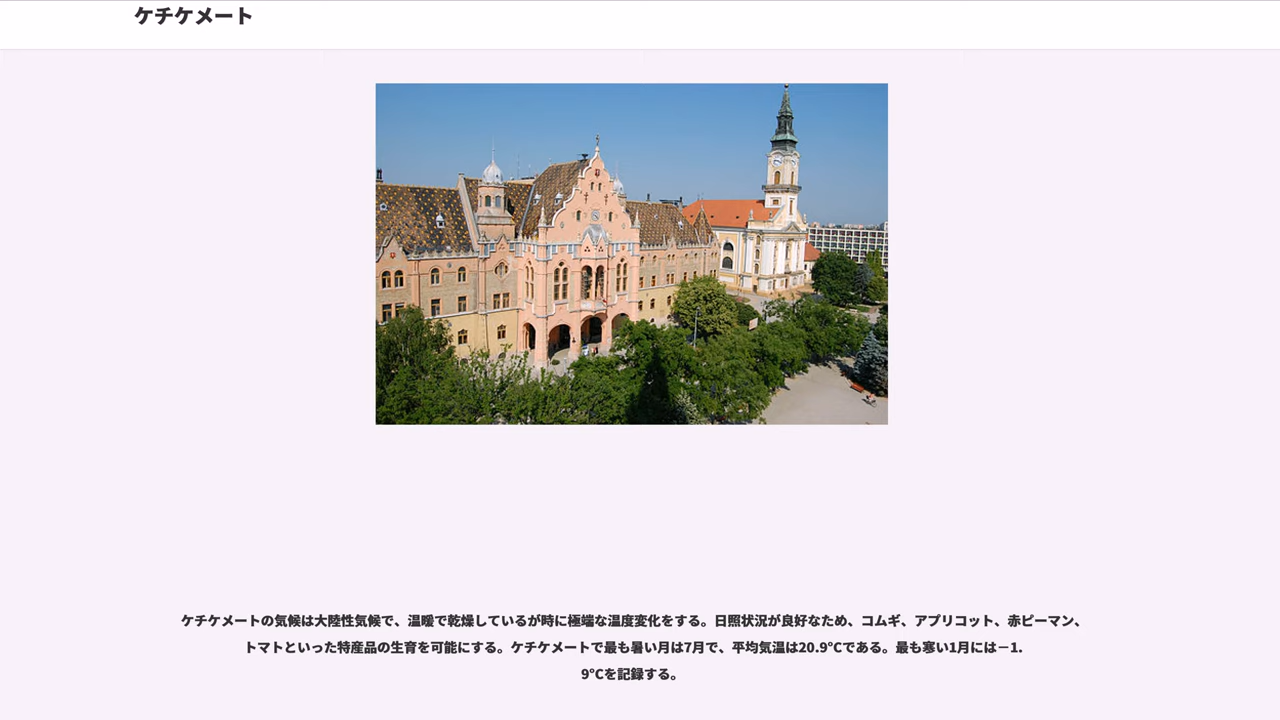 ケチケメート
ケチケメートの気候は大陸性気候で、温暖で乾燥しているが時に極端な温度変化をする。日照状況が良好なため、コムギ、アプリコット、赤ピーマン、
トマトといった特産品の生育を可能にする。ケチケメートで最も暑い月は7月で、平均気温は20.9℃である。最も寒い1月には－1.
9℃を記録する。